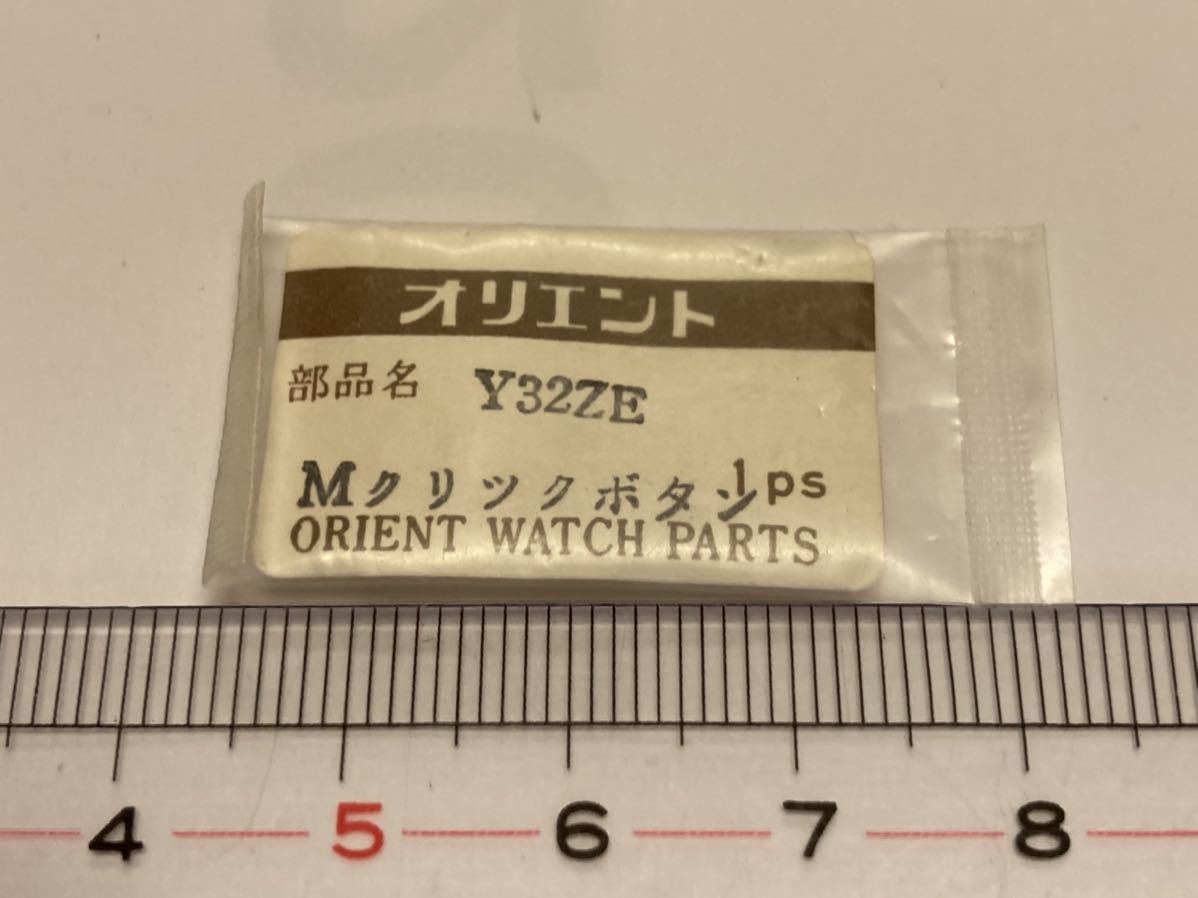 オリエント
部品名 Y32ZE
Mクリツクボタン 1ps
ORIENT WATCH PARTS
4 5 6 7 8